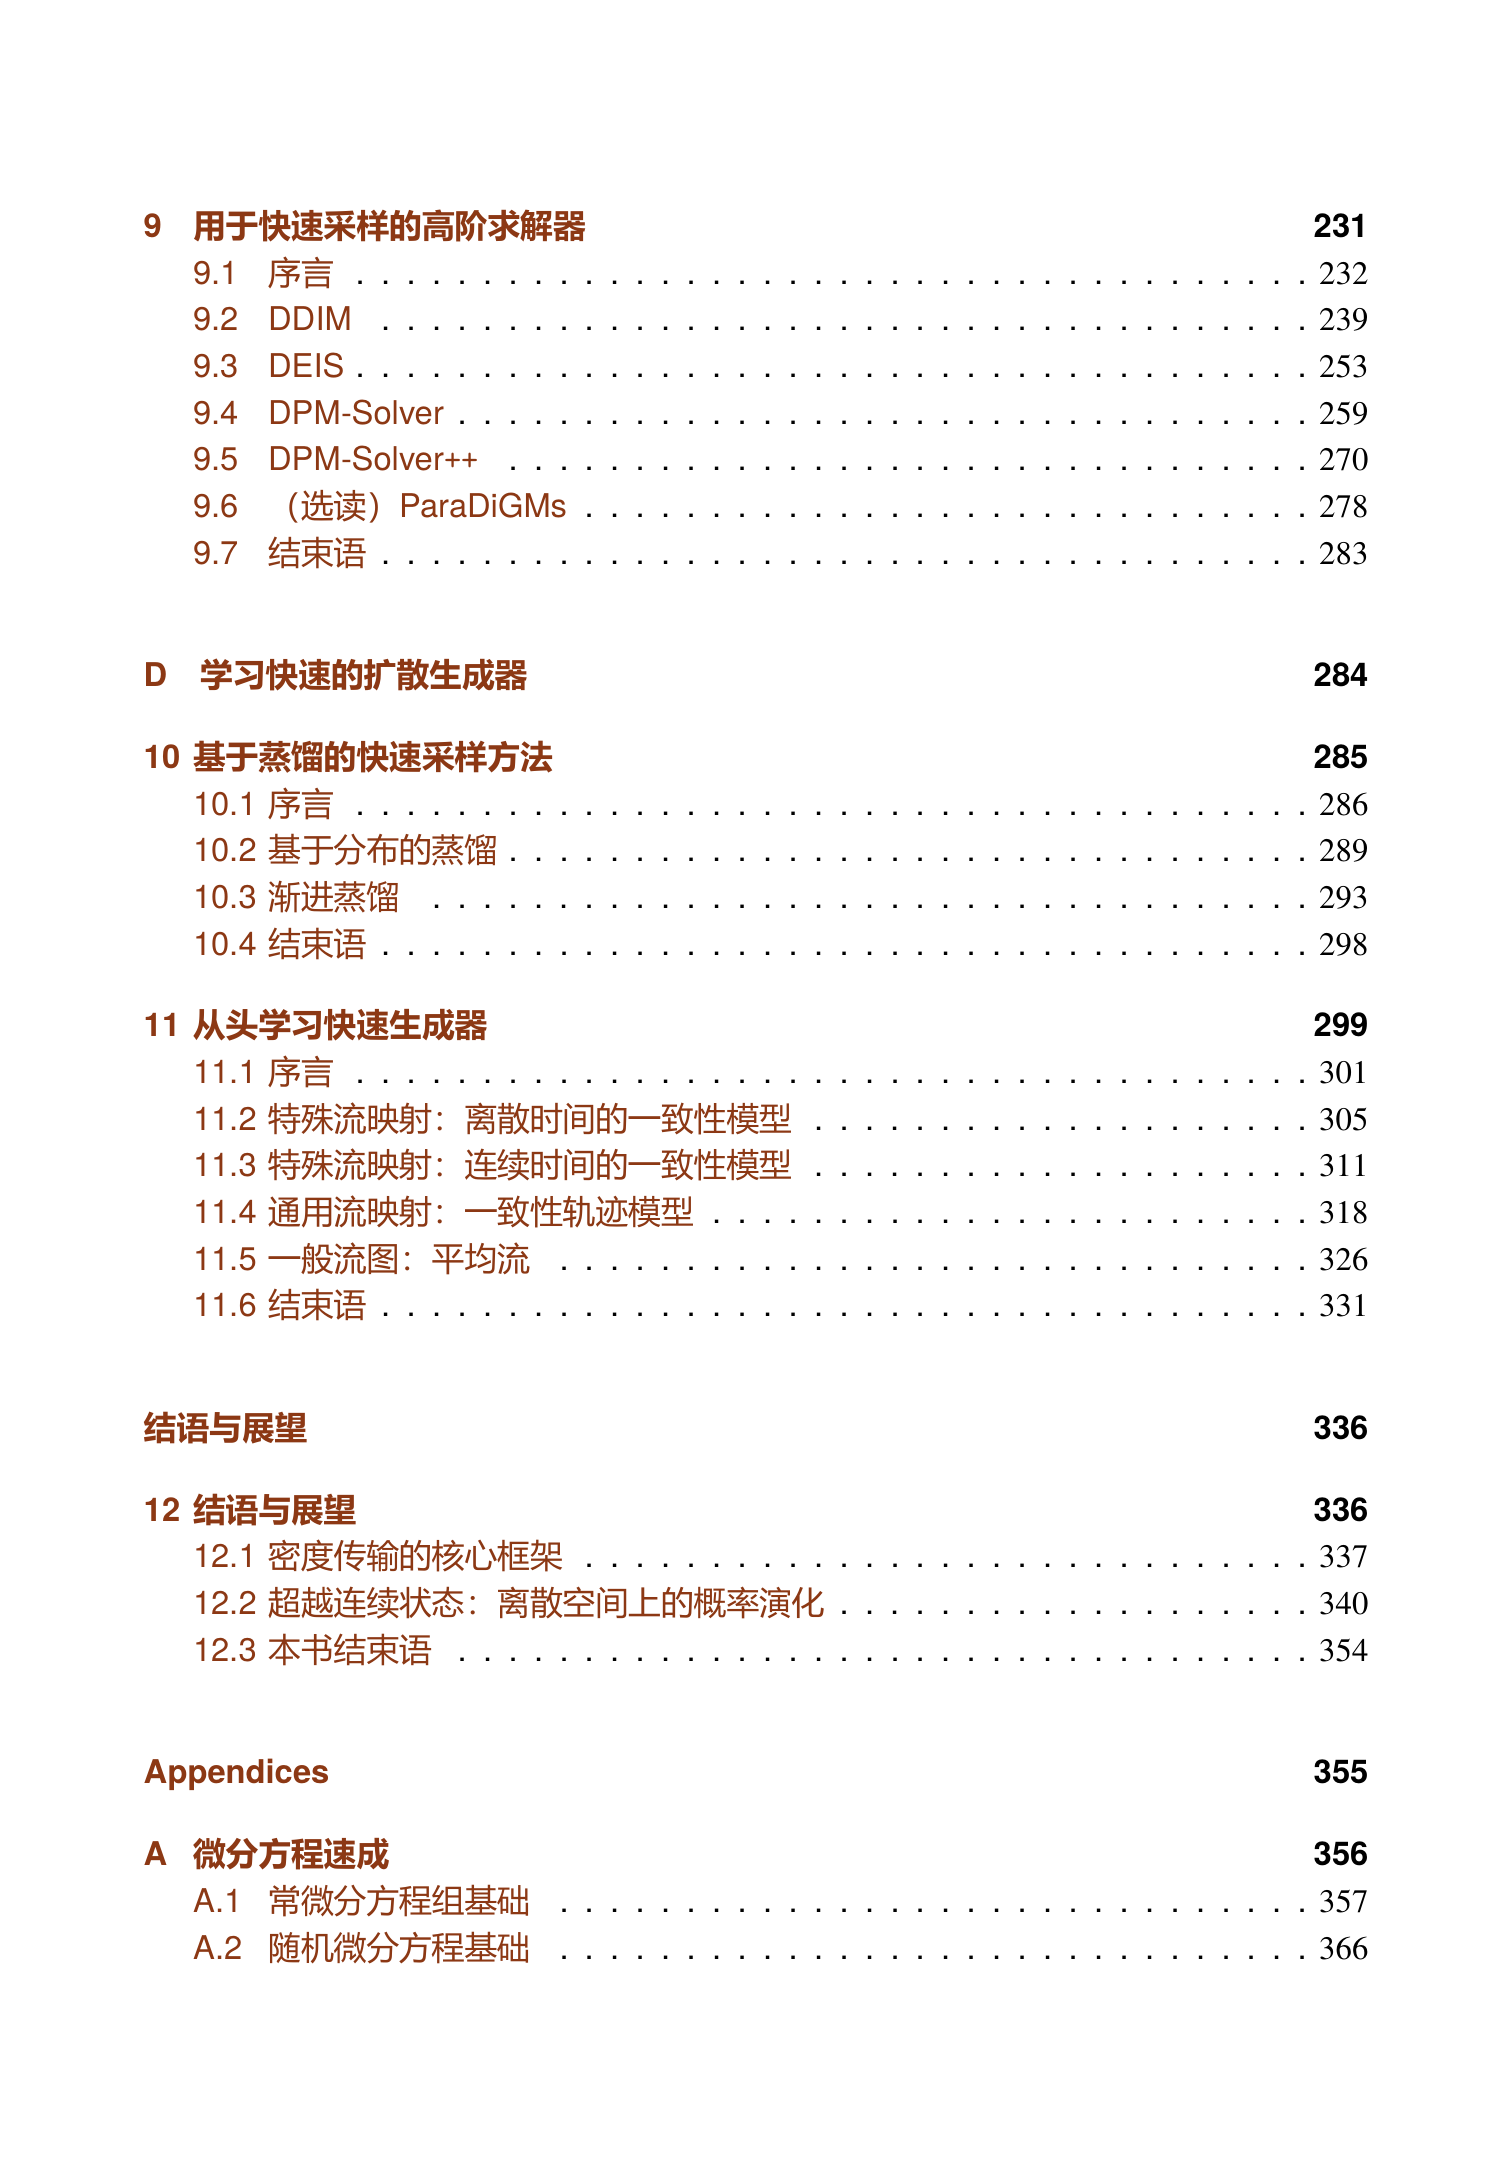 9 用于快速采样的高阶求解器 231
9.1 序言 . . . . . . . . . . . . . . . . . . . . . . . . . . . . . . . . . . . . . . 232
9.2 DDIM . . . . . . . . . . . . . . . . . . . . . . . . . . . . . . . . . . . . . 239
9.3 DEIS . . . . . . . . . . . . . . . . . . . . . . . . . . . . . . . . . . . . . . 253
9.4 DPM-Solver . . . . . . . . . . . . . . . . . . . . . . . . . . . . . . . . . . 259
9.5 DPM-Solver++ . . . . . . . . . . . . . . . . . . . . . . . . . . . . . . . . 270
9.6 （选读）ParaDiGMs . . . . . . . . . . . . . . . . . . . . . . . . . . . . . 278
9.7 结束语 . . . . . . . . . . . . . . . . . . . . . . . . . . . . . . . . . . . . . 283
D 学习快速的扩散生成器 284
10 基于蒸馏的快速采样方法 285
10.1 序言 . . . . . . . . . . . . . . . . . . . . . . . . . . . . . . . . . . . . . . 286
10.2 基于分布的蒸馏 . . . . . . . . . . . . . . . . . . . . . . . . . . . . . . . . 289
10.3 渐进蒸馏 . . . . . . . . . . . . . . . . . . . . . . . . . . . . . . . . . . . 293
10.4 结束语 . . . . . . . . . . . . . . . . . . . . . . . . . . . . . . . . . . . . . 298
11 从头学习快速生成器 299
11.1 序言 . . . . . . . . . . . . . . . . . . . . . . . . . . . . . . . . . . . . . . 301
11.2 特殊流映射：离散时间的一致性模型 . . . . . . . . . . . . . . . . . . . . 305
11.3 特殊流映射：连续时间的一致性模型 . . . . . . . . . . . . . . . . . . . . 311
11.4 通用流映射：一致性轨迹模型 . . . . . . . . . . . . . . . . . . . . . . . . 318
11.5 一般流图：平均流 . . . . . . . . . . . . . . . . . . . . . . . . . . . . . . 326
11.6 结束语 . . . . . . . . . . . . . . . . . . . . . . . . . . . . . . . . . . . . . 331
结语与展望 336
12 结语与展望 336
12.1 密度传输的核心框架 . . . . . . . . . . . . . . . . . . . . . . . . . . . . . 337
12.2 超越连续状态：离散空间上的概率演化 . . . . . . . . . . . . . . . . . . . 340
12.3 本书结束语 . . . . . . . . . . . . . . . . . . . . . . . . . . . . . . . . . . 354
Appendices 355
A 微分方程速成 356
A.1 常微分方程组基础 . . . . . . . . . . . . . . . . . . . . . . . . . . . . . . 357
A.2 随机微分方程基础 . . . . . . . . . . . . . . . . . . . . . . . . . . . . . . 366